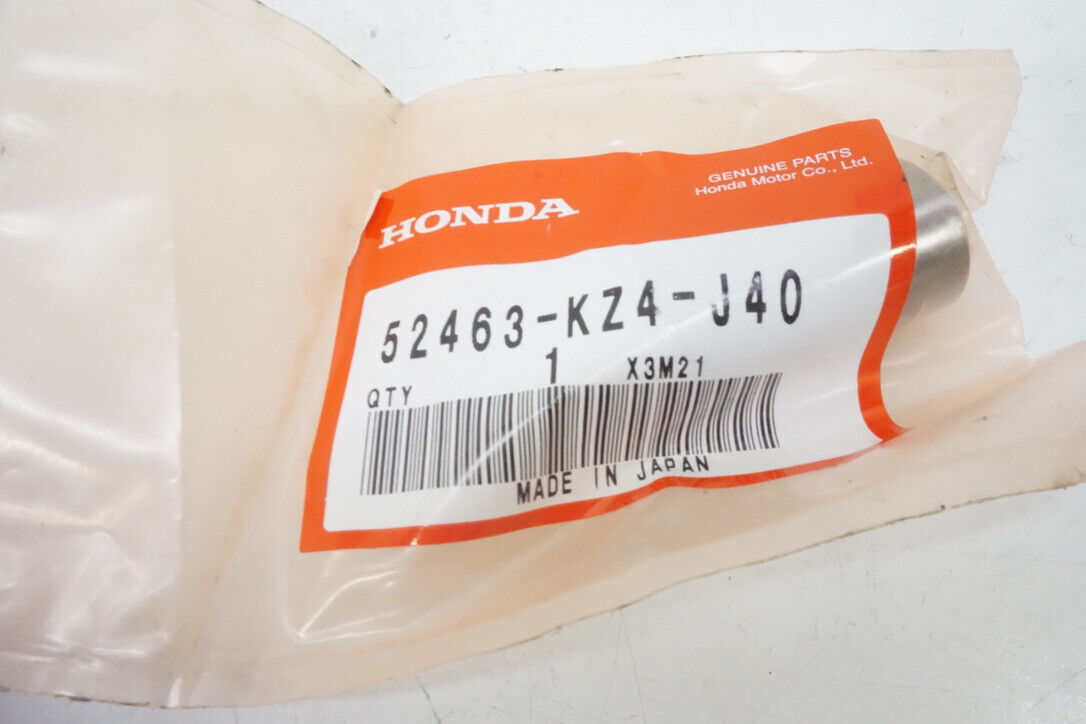 GENUINE PARTS
Honda Motor Co., Ltd.
HONDA
52463-KZ4-J40
QTY 1 X3M21
MADE IN JAPAN